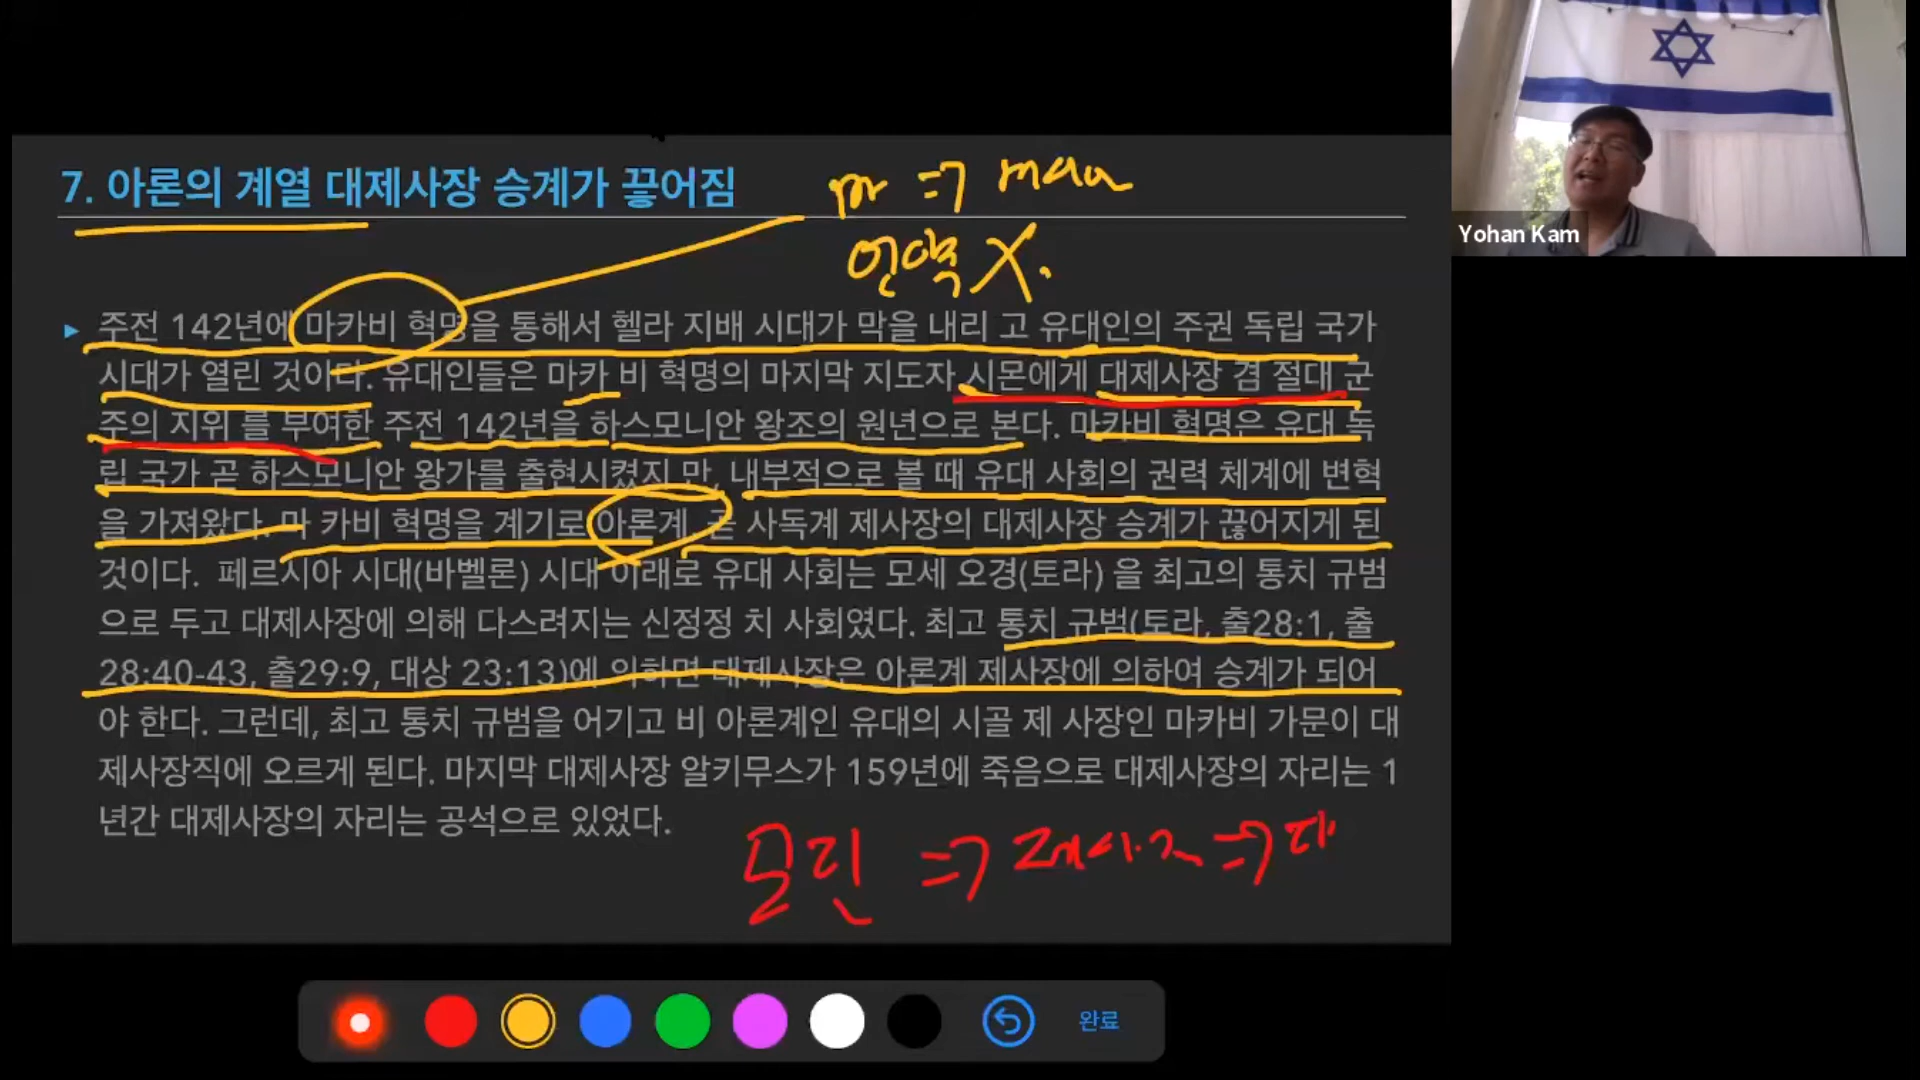 7. 아론의 계열 대제사장 승계가 끟어짐
언약 X.
주전 142년에 마카비 혁명을 통해서 헬라 지배 시대가 막을 내리 고 유대인의 주권 독립 국가
시대가 열린 것이다. 유대인들은 마카 비 혁명의 마지막 지도자 시몬에게 대제사장 겸 절대 군
주의 지위 를 부여한 주전 142년을 하스모니안 왕조의 원년으로 본다. 마카비 혁명은 유대 독
립 국가 곧 하스모니안 왕가를 출현시켰지 만, 내부적으로 볼 때 유대 사회의 권력 체계에 변혁
을 가져왔다. 마 카비 혁명을 계기로 아론계, 곧 사독계 제사장의 대제사장 승계가 끊어지게 된
것이다. 페르시아 시대(바벨론) 시대 이래로 유대 사회는 모세 오경(토라) 을 최고의 통치 규범
으로 두고 대제사장에 의해 다스려지는 신정정 치 사회였다. 최고 통치 규범(토라, 출28:1, 출
28:40-43, 출29:9, 대상 23:13)에 의하면 대제사장은 아론계 제사장에 의하여 승계가 되어
야 한다. 그런데, 최고 통치 규범을 어기고 비 아론계인 유대의 시골 제 사장인 마카비 가문이 대
제사장직에 오르게 된다. 마지막 대제사장 알키무스가 159년에 죽음으로 대제사장의 자리는 1
년간 대제사장의 자리는 공석으로 있었다.
Yohan Kam
완료